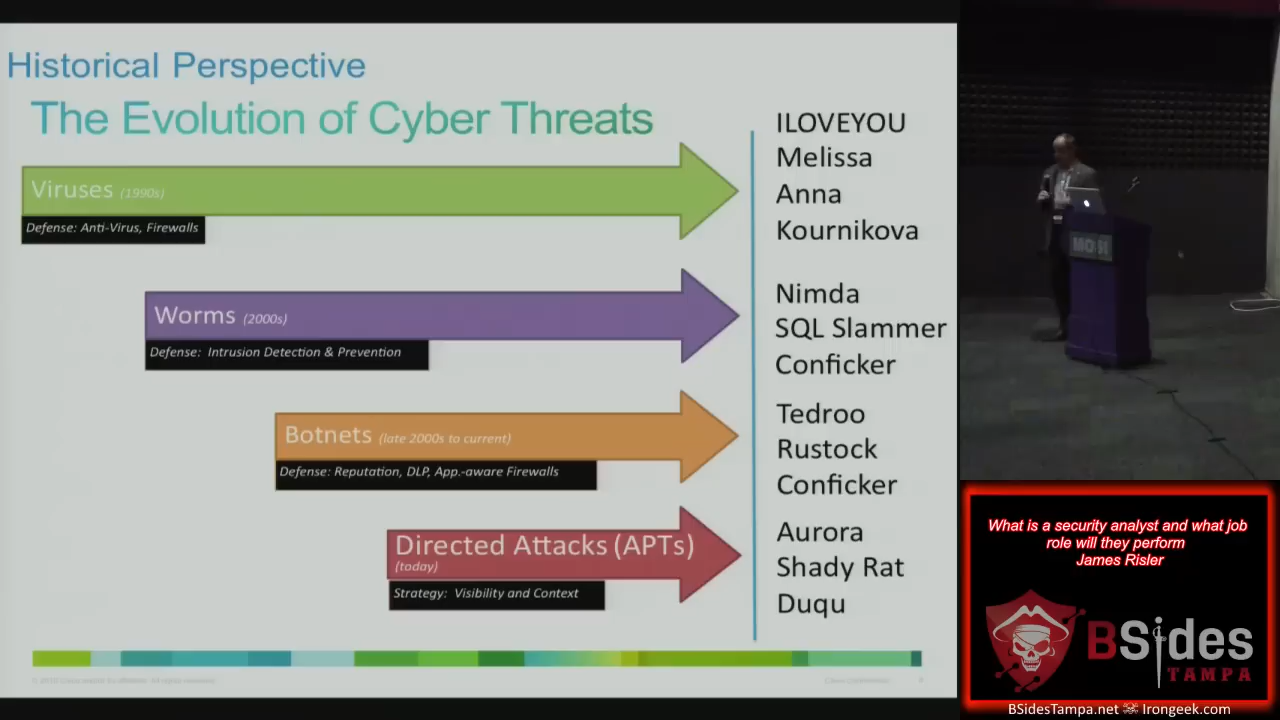 Historical Perspective
The Evolution of Cyber Threats
Viruses (1990s)
Defense: Anti-Virus, Firewalls
ILOVEYOU
Melissa
Anna
Kournikova
Worms (2000s)
Defense: Intrusion Detection & Prevention
Nimda
SQL Slammer
Conficker
Botnets (late 2000s to current)
Defense: Reputation, DLP, App.-aware Firewalls
Tedroo
Rustock
Conficker
Directed Attacks (APTs)
(today)
Strategy: Visibility and Context
Aurora
Shady Rat
Duqu
MOSI
What is a security analyst and what job
role will they perform
James Risler
BSides
TAMPA
BSidesTampa.net Irongeek.com